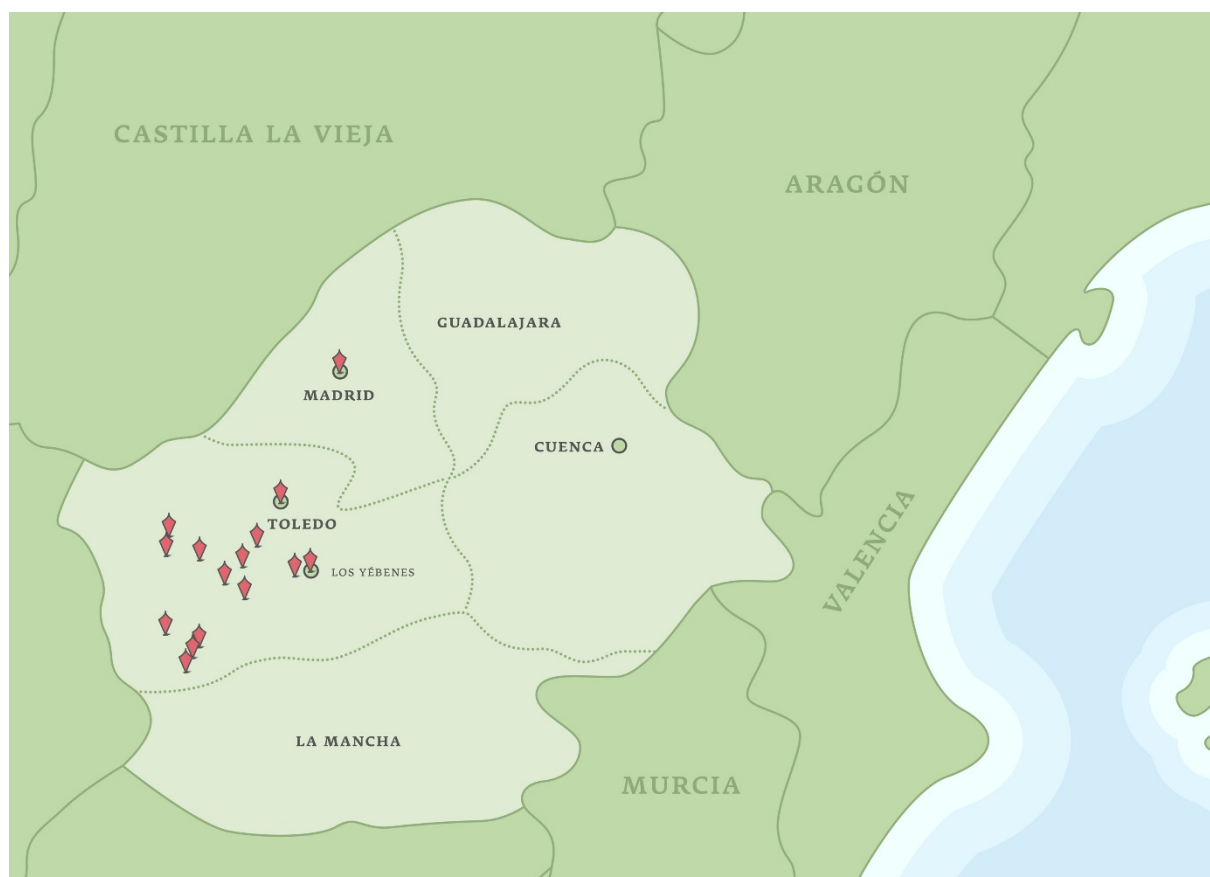 CASTILLA LA VIEJA
ARAGÓN
GUADALAJARA
MADRID
CUENCA
TOLEDO
VALENCIA
LOS YÉBENES
LA MANCHA
MURCIA